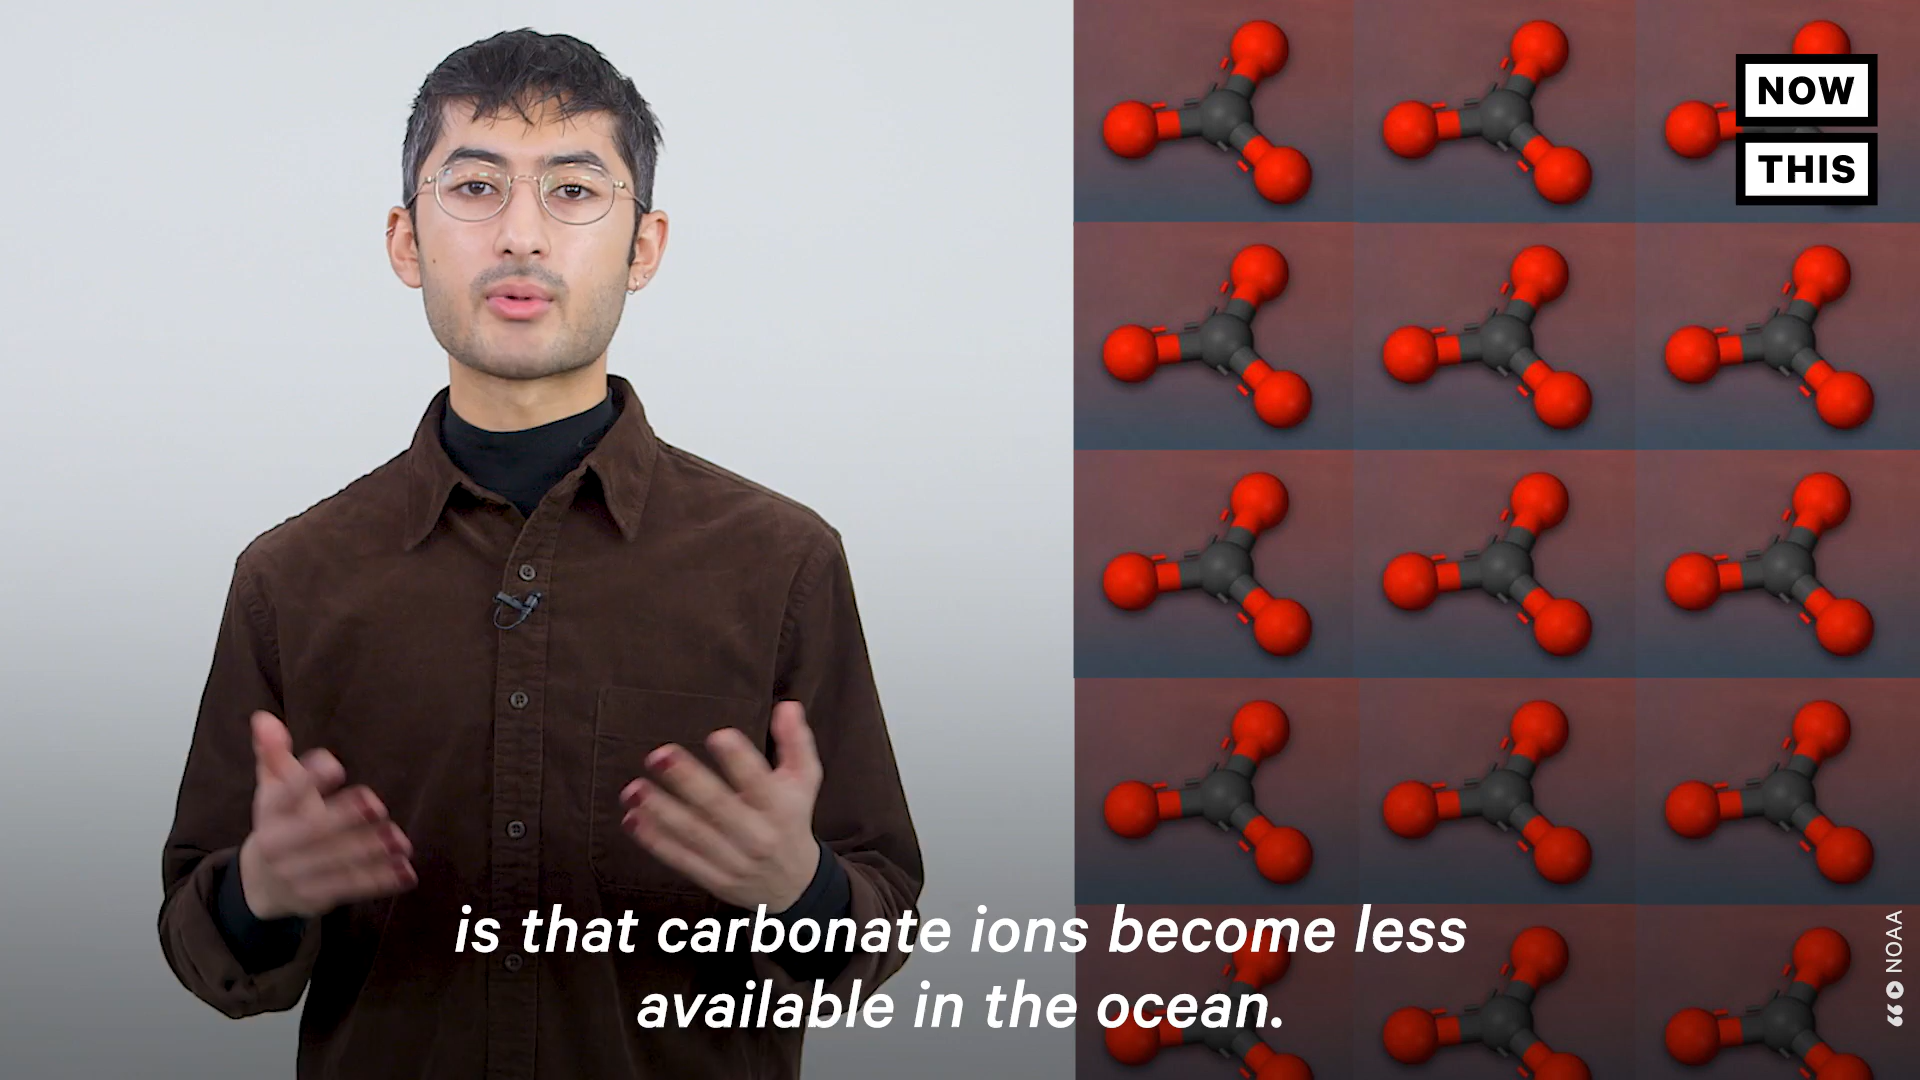 NOW
THIS
is that carbonate ions become less
available in the ocean.
NOAA